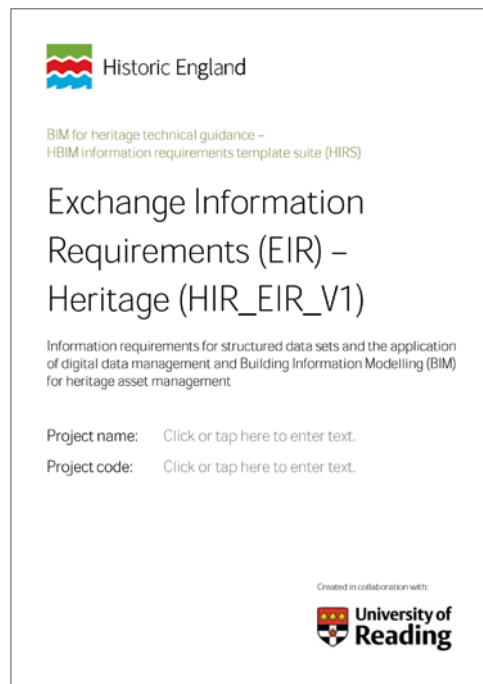 Historic England
BIM for heritage technical guidance –
HBIM information requirements template suite (HIRS)
Exchange Information
Requirements (EIR) –
Heritage (HIR_EIR_V1)
Information requirements for structured data sets and the application
of digital data management and Building Information Modelling (BIM)
for heritage asset management
Project name: Click or tap here to enter text.
Project code: Click or tap here to enter text.
Created in collaboration with:
University of
Reading